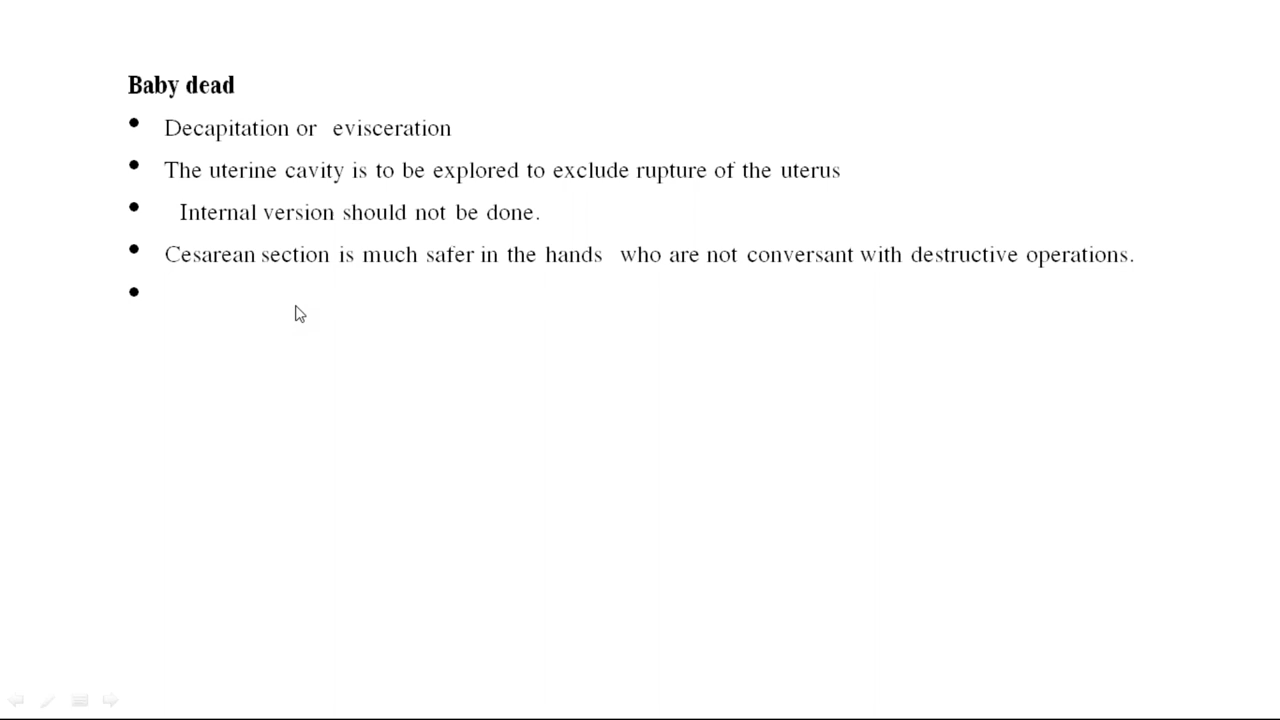 Baby dead
• Decapitation or evisceration
• The uterine cavity is to be explored to exclude rupture of the uterus
• Internal version should not be done.
• Cesarean section is much safer in the hands who are not conversant with destructive operations.
•